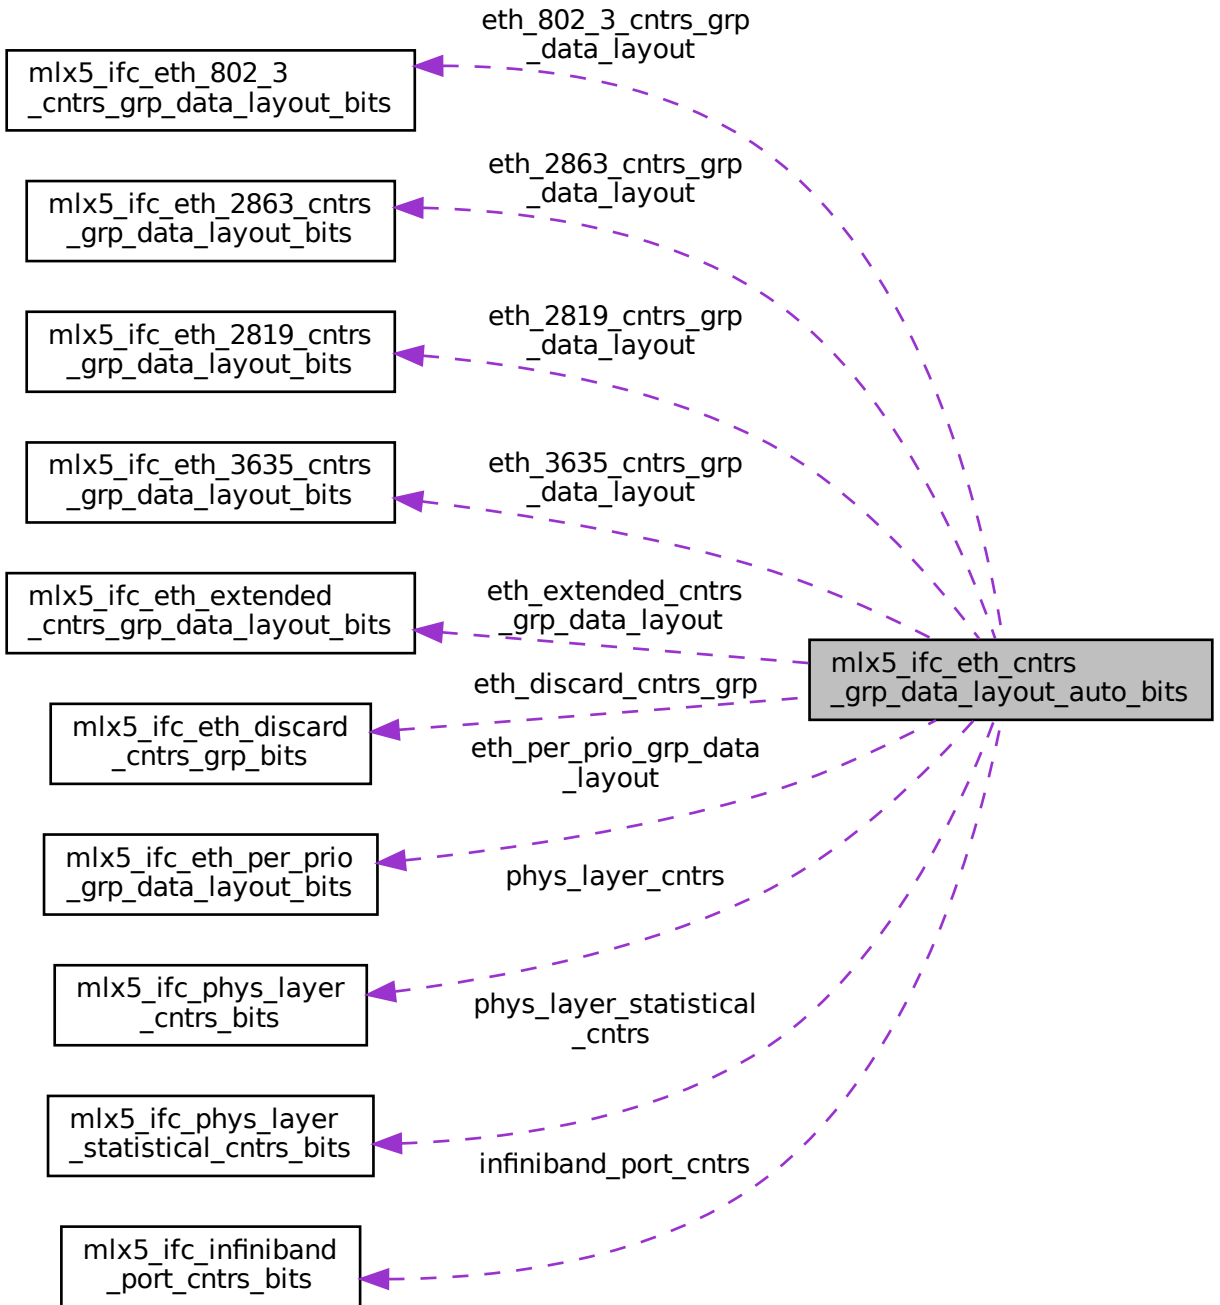 eth_802_3_cntrs_grp
_data_layout
mlx5_ifc_eth_802_3
_cntrs_grp_data_layout_bits
eth_2863_cntrs_grp
_data_layout
mlx5_ifc_eth_2863_cntrs
_grp_data_layout_bits
eth_2819_cntrs_grp
_data_layout
mlx5_ifc_eth_2819_cntrs
_grp_data_layout_bits
eth_3635_cntrs_grp
_data_layout
mlx5_ifc_eth_3635_cntrs
_grp_data_layout_bits
eth_extended_cntrs
_grp_data_layout
mlx5_ifc_eth_extended
_cntrs_grp_data_layout_bits
mlx5_ifc_eth_cntrs
_grp_data_layout_auto_bits
eth_discard_cntrs_grp
mlx5_ifc_eth_discard
_cntrs_grp_bits
eth_per_prio_grp_data
_layout
mlx5_ifc_eth_per_prio
_grp_data_layout_bits
phys_layer_cntrs
mlx5_ifc_phys_layer
_cntrs_bits
phys_layer_statistical
_cntrs
mlx5_ifc_phys_layer
_statistical_cntrs_bits
infiniband_port_cntrs
mlx5_ifc_infiniband
_port_cntrs_bits